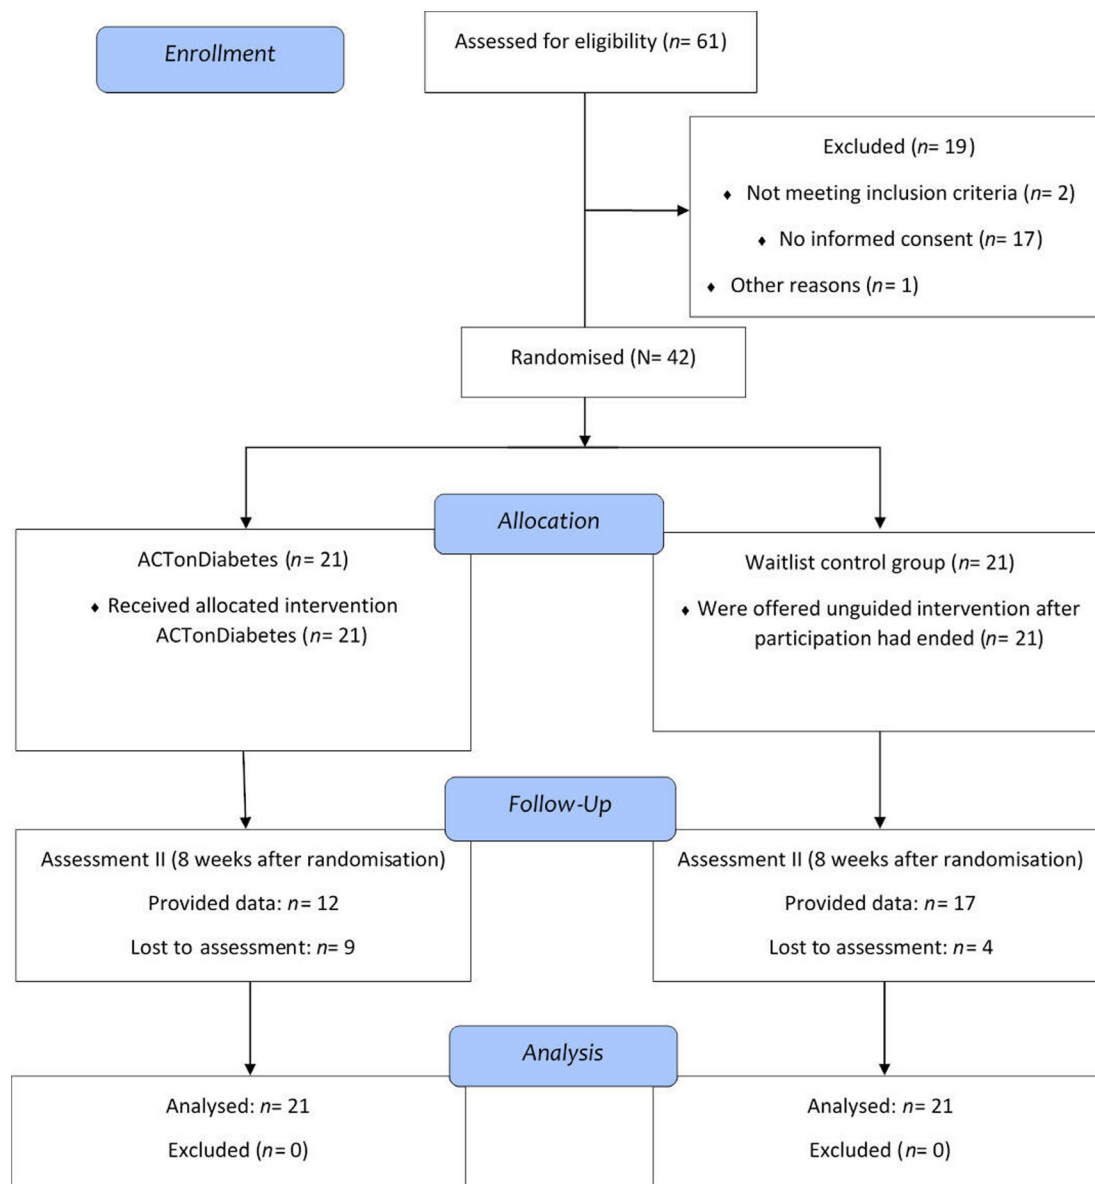 Enrollment
Assessed for eligibility (n= 61)
Excluded (n= 19)
♦ Not meeting inclusion criteria (n= 2)
♦ No informed consent (n= 17)
♦ Other reasons (n= 1)
Randomised (N= 42)
Allocation
ACTonDiabetes (n= 21)
♦ Received allocated intervention
ACTonDiabetes (n= 21)
Waitlist control group (n= 21)
♦ Were offered unguided intervention after
participation had ended (n= 21)
Follow-Up
Assessment II (8 weeks after randomisation)
Provided data: n= 12
Lost to assessment: n= 9
Assessment II (8 weeks after randomisation)
Provided data: n= 17
Lost to assessment: n= 4
Analysis
Analysed: n= 21
Excluded (n= 0)
Analysed: n= 21
Excluded (n= 0)